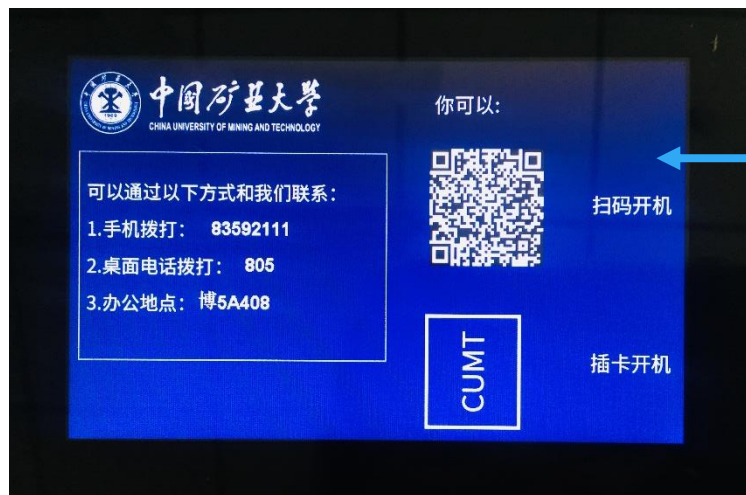 中国矿业大学
CHINA UNIVERSITY OF MINING AND TECHNOLOGY
1909
可以通过以下方式和我们联系：
1.手机拨打： 83592111
2.桌面电话拨打： 805
3.办公地点：博5A408
你可以：
扫码开机
CUMT
插卡开机